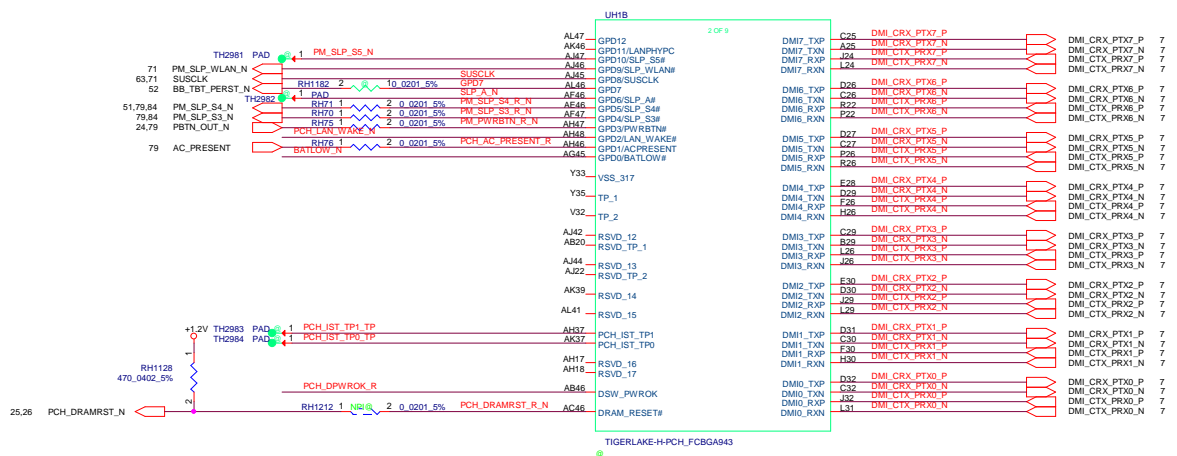 UH1B
2 OF 9
AL47 GPD12
AK46 GPD11/LANPHYPC
TH2981 PAD @ 1 PM_SLP_S5_N AJ47 GPD10/SLP_S5#
71 PM_SLP_WLAN_N AJ46 GPD9/SLP_WLAN#
63,71 SUSCLK SUSCLK AJ45 GPD8/SUSCLK
52 BB_TBT_PERST_N RH1182 2 @ 1 0_0201_5% GPD7 AL46 GPD7
TH2982 @ 1 PAD SLP_A_N AF46 GPD6/SLP_A#
51,79,84 PM_SLP_S4_N RH71 1 2 0_0201_5% PM_SLP_S4_R_N AE46 GPD5/SLP_S4#
79,84 PM_SLP_S3_N RH70 1 2 0_0201_5% PM_SLP_S3_R_N AF47 GPD4/SLP_S3#
24,79 PBTN_OUT_N RH75 1 2 0_0201_5% PM_PWRBTN_R_N AH47 GPD3/PWRBTN#
PCH_LAN_WAKE_N AH48 GPD2/LAN_WAKE#
79 AC_PRESENT RH76 1 2 0_0201_5% PCH_AC_PRESENT_R AH46 GPD1/ACPRESENT
BATLOW_N AG45 GPD0/BATLOW#
Y33 VSS_317
Y35 TP_1
V32 TP_2
AJ42 RSVD_12
AB20 RSVD_TP_1
AJ44 RSVD_13
AJ22 RSVD_TP_2
AK39 RSVD_14
AL41 RSVD_15
+1.2V
TH2983 PAD @ 1 PCH_IST_TP1_TP AH37 PCH_IST_TP1
TH2984 PAD @ 1 PCH_IST_TP0_TP AK37 PCH_IST_TP0
1
RH1128
470_0402_5%
2
AH17 RSVD_16
AH18 RSVD_17
PCH_DPWROK_R AB46 DSW_PWROK
25,26 PCH_DRAMRST_N RH1212 1 NPI@ 2 0_0201_5% PCH_DRAMRST_R_N AC46 DRAM_RESET#
DMI7_TXP C25 DMI_CRX_PTX7_P DMI_CRX_PTX7_P 7
DMI7_TXN A25 DMI_CRX_PTX7_N DMI_CRX_PTX7_N 7
DMI7_RXP J24 DMI_CTX_PRX7_P DMI_CTX_PRX7_P 7
DMI7_RXN L24 DMI_CTX_PRX7_N DMI_CTX_PRX7_N 7
DMI6_TXP D26 DMI_CRX_PTX6_P DMI_CRX_PTX6_P 7
DMI6_TXN C26 DMI_CRX_PTX6_N DMI_CRX_PTX6_N 7
DMI6_RXP R22 DMI_CTX_PRX6_P DMI_CTX_PRX6_P 7
DMI6_RXN P22 DMI_CTX_PRX6_N DMI_CTX_PRX6_N 7
DMI5_TXP D27 DMI_CRX_PTX5_P DMI_CRX_PTX5_P 7
DMI5_TXN C27 DMI_CRX_PTX5_N DMI_CRX_PTX5_N 7
DMI5_RXP P26 DMI_CTX_PRX5_P DMI_CTX_PRX5_P 7
DMI5_RXN R26 DMI_CTX_PRX5_N DMI_CTX_PRX5_N 7
DMI4_TXP E28 DMI_CRX_PTX4_P DMI_CRX_PTX4_P 7
DMI4_TXN D29 DMI_CRX_PTX4_N DMI_CRX_PTX4_N 7
DMI4_RXP F26 DMI_CTX_PRX4_P DMI_CTX_PRX4_P 7
DMI4_RXN H26 DMI_CTX_PRX4_N DMI_CTX_PRX4_N 7
DMI3_TXP C29 DMI_CRX_PTX3_P DMI_CRX_PTX3_P 7
DMI3_TXN B29 DMI_CRX_PTX3_N DMI_CRX_PTX3_N 7
DMI3_RXP L26 DMI_CTX_PRX3_P DMI_CTX_PRX3_P 7
DMI3_RXN J26 DMI_CTX_PRX3_N DMI_CTX_PRX3_N 7
DMI2_TXP E30 DMI_CRX_PTX2_P DMI_CRX_PTX2_P 7
DMI2_TXN D30 DMI_CRX_PTX2_N DMI_CRX_PTX2_N 7
DMI2_RXP J29 DMI_CTX_PRX2_P DMI_CTX_PRX2_P 7
DMI2_RXN L29 DMI_CTX_PRX2_N DMI_CTX_PRX2_N 7
DMI1_TXP D31 DMI_CRX_PTX1_P DMI_CRX_PTX1_P 7
DMI1_TXN C30 DMI_CRX_PTX1_N DMI_CRX_PTX1_N 7
DMI1_RXP F30 DMI_CTX_PRX1_P DMI_CTX_PRX1_P 7
DMI1_RXN H30 DMI_CTX_PRX1_N DMI_CTX_PRX1_N 7
DMI0_TXP D32 DMI_CRX_PTX0_P DMI_CRX_PTX0_P 7
DMI0_TXN C32 DMI_CRX_PTX0_N DMI_CRX_PTX0_N 7
DMI0_RXP J32 DMI_CTX_PRX0_P DMI_CTX_PRX0_P 7
DMI0_RXN L31 DMI_CTX_PRX0_N DMI_CTX_PRX0_N 7
TIGERLAKE-H-PCH_FCBGA943
@